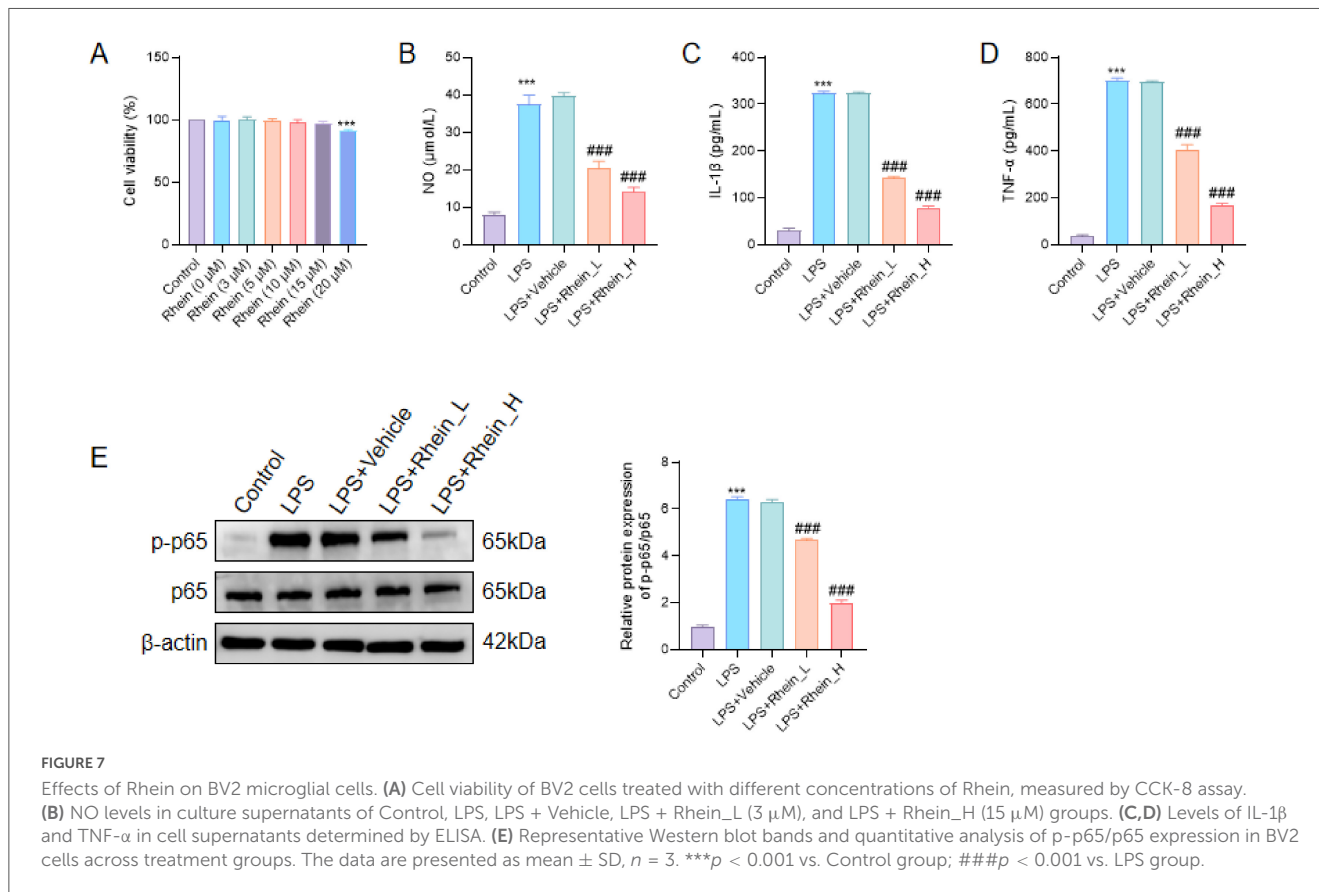 A
Cell viability (%)
150
100
50
0
***
Control
Rhein (0 μM)
Rhein (3 μM)
Rhein (5 μM)
Rhein (10 μM)
Rhein (15 μM)
Rhein (20 μM)
B
NO (μmol/L)
50
40
30
20
10
0
***
###
###
Control
LPS
LPS+Vehicle
LPS+Rhein_L
LPS+Rhein_H
C
IL-1β (pg/mL)
400
300
200
100
0
***
###
###
Control
LPS
LPS+Vehicle
LPS+Rhein_L
LPS+Rhein_H
D
TNF-α (pg/mL)
800
600
400
200
0
***
###
###
Control
LPS
LPS+Vehicle
LPS+Rhein_L
LPS+Rhein_H
E
Control
LPS
LPS+Vehicle
LPS+Rhein_L
LPS+Rhein_H
p-p65
65kDa
p65
65kDa
β-actin
42kDa
Relative protein expression
of p-p65/p65
8
6
4
2
0
***
###
###
Control
LPS
LPS+Vehicle
LPS+Rhein_L
LPS+Rhein_H
FIGURE 7
Effects of Rhein on BV2 microglial cells. (A) Cell viability of BV2 cells treated with different concentrations of Rhein, measured by CCK-8 assay.
(B) NO levels in culture supernatants of Control, LPS, LPS + Vehicle, LPS + Rhein_L (3 μM), and LPS + Rhein_H (15 μM) groups. (C,D) Levels of IL-1β
and TNF-α in cell supernatants determined by ELISA. (E) Representative Western blot bands and quantitative analysis of p-p65/p65 expression in BV2
cells across treatment groups. The data are presented as mean ± SD, n = 3. ***p < 0.001 vs. Control group; ###p < 0.001 vs. LPS group.